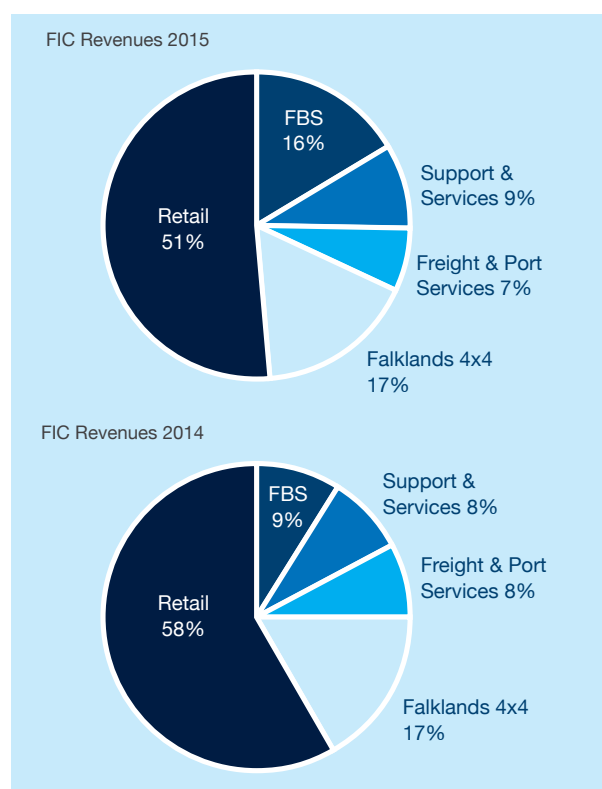 FIC Revenues 2015
FBS
16%
Support &
Services 9%
Retail
51%
Freight & Port
Services 7%
Falklands 4x4
17%
FIC Revenues 2014
FBS
9%
Support &
Services 8%
Freight & Port
Services 8%
Retail
58%
Falklands 4x4
17%